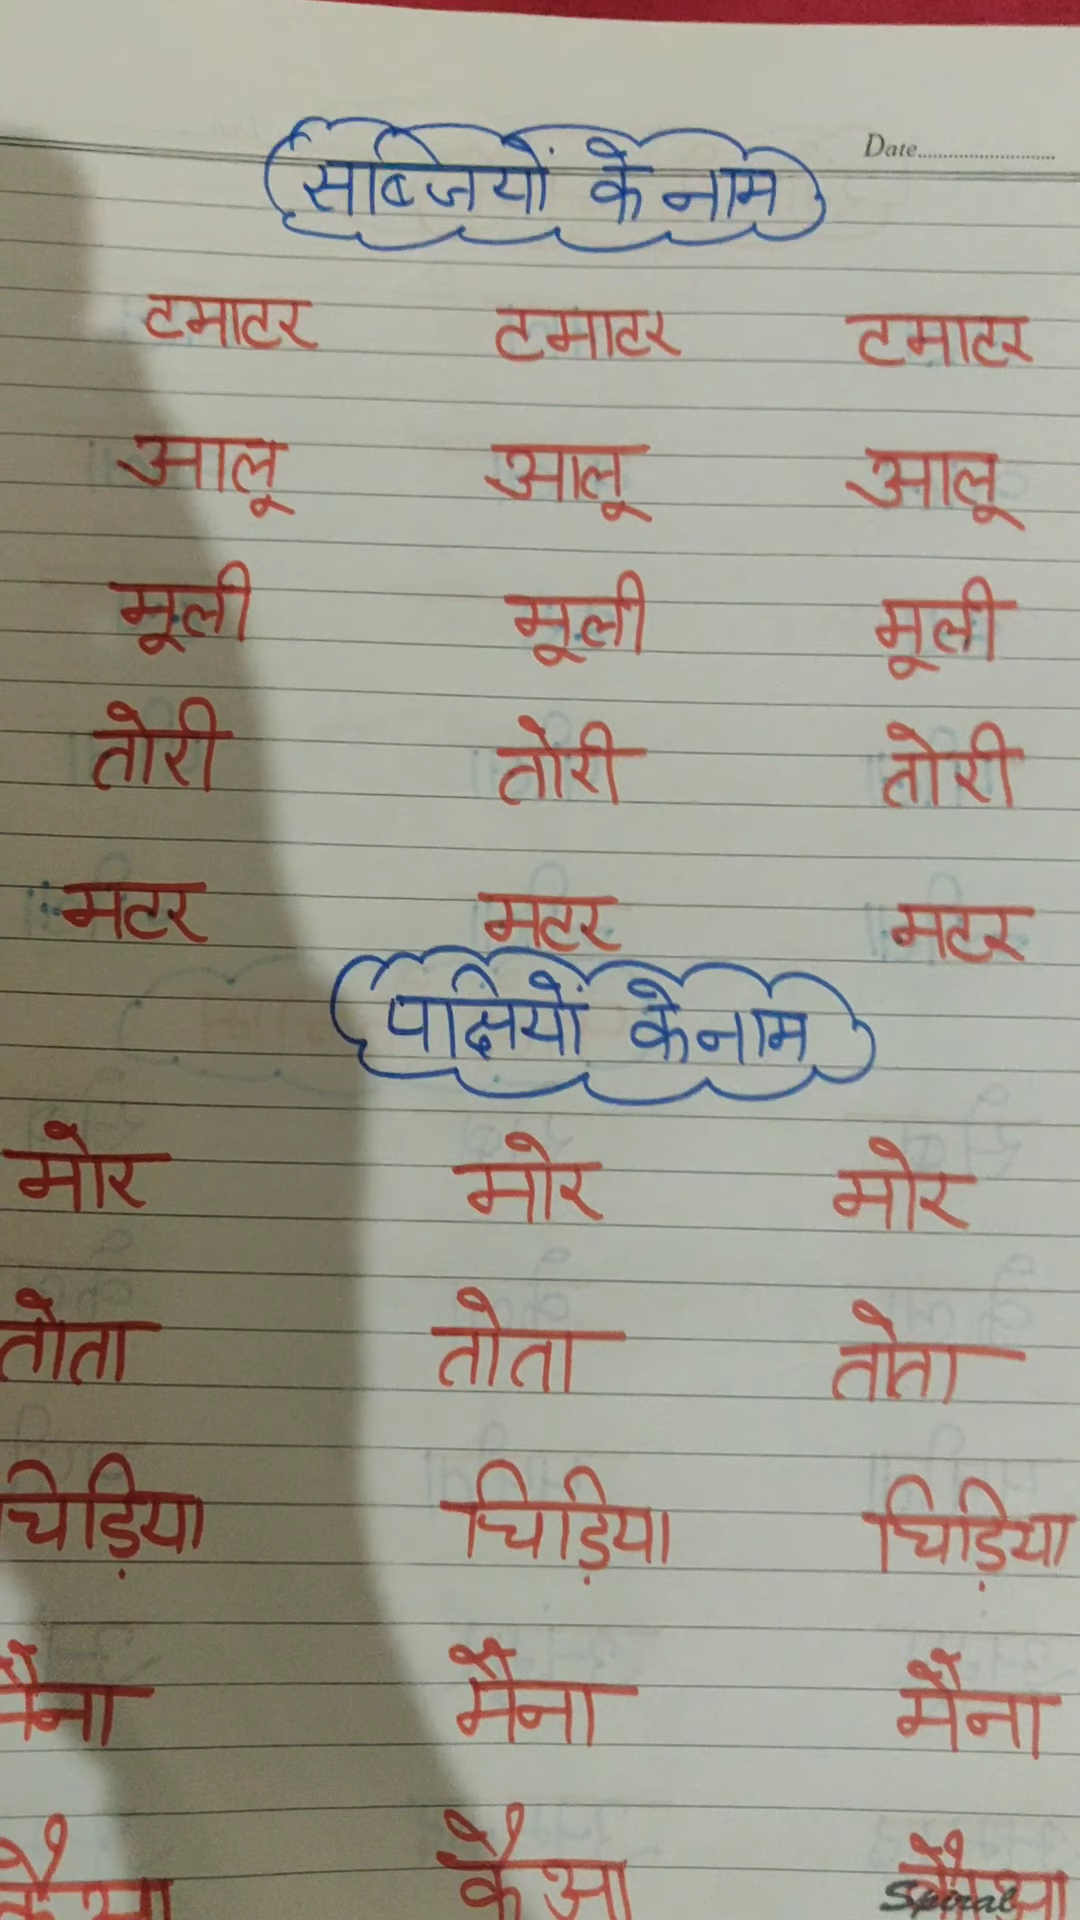 Date
सब्जियों के नाम
टमाटर टमाटर टमाटर
आलू आलू आलू
मूली मूली मूली
तोरी तोरी तोरी
मटर मटर मटर
पक्षियों के नाम
मोर मोर मोर
तोता तोता तोता
चिड़िया चिड़िया चिड़िया
मैना मैना मैना
कैआ
Spiral